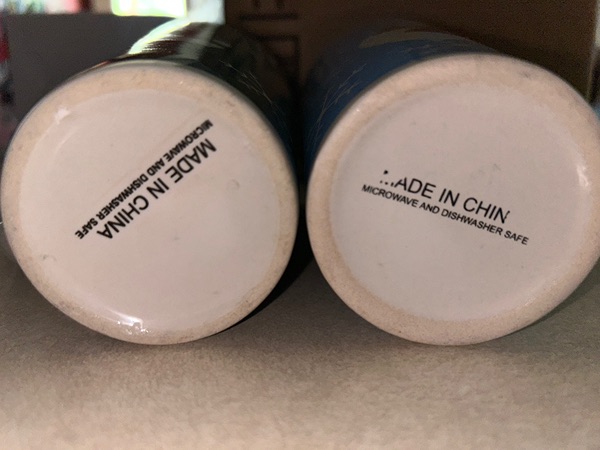 MADE IN CHINA
MICROWAVE AND DISHWASHER SAFE
ADE IN CHIN
MICROWAVE AND DISHWASHER SAFE